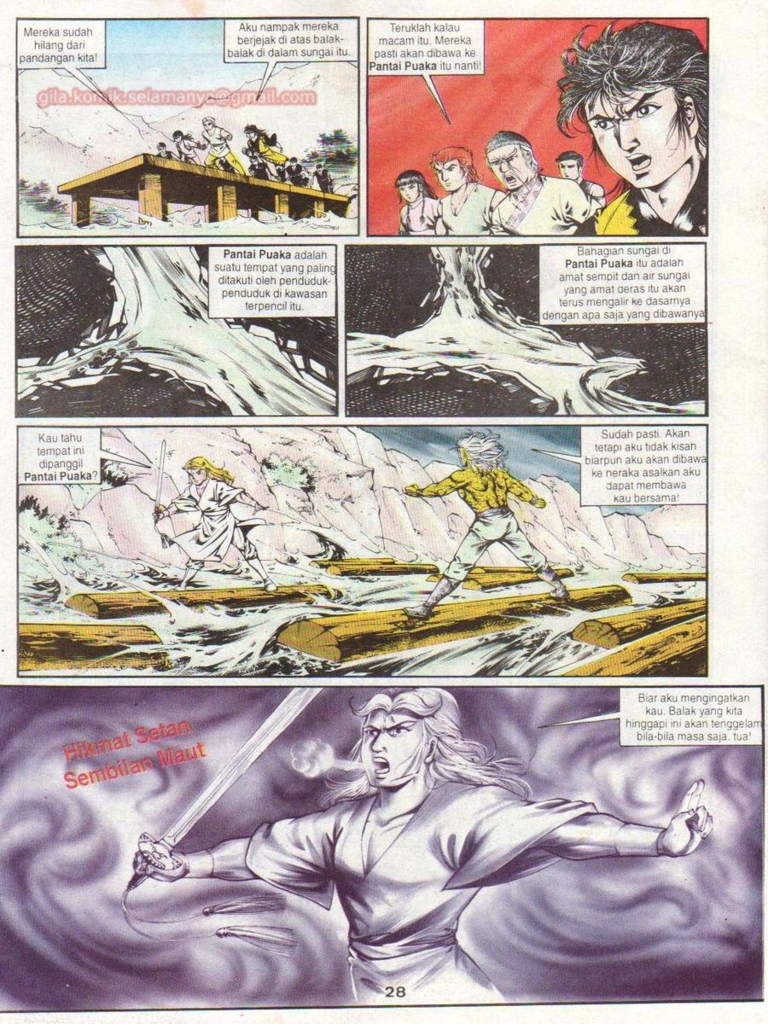 Mereka sudah
hilang dari
pandangan kita!
Aku nampak mereka
berjejak di atas balak-
balak di dalam sungai itu.
gila.komik.selamanya@gmail.com
Teruklah kalau
macam itu. Mereka
pasti akan dibawa ke
Pantai Puaka itu nanti!
Pantai Puaka adalah
suatu tempat yang paling
ditakuti oleh penduduk-
penduduk di kawasan
terpencil itu.
Bahagian sungai di
Pantai Puaka itu adalah
amat sempit dan air sungai
yang amat deras itu akan
terus mengalir ke dasarnya
dengan apa saja yang dibawanya
Kau tahu
tempat ini
dipanggil
Pantai Puaka?
Sudah pasti. Akan
tetapi aku tidak kisah
biarpun aku akan dibawa
ke neraka asalkan aku
dapat membawa
kau bersama!
Hikmat Setan
Sembilan Maut
Biar aku mengingatkan
kau. Balak yang kita
hinggapi ini akan tenggelam
bila-bila masa saja, tua!
28